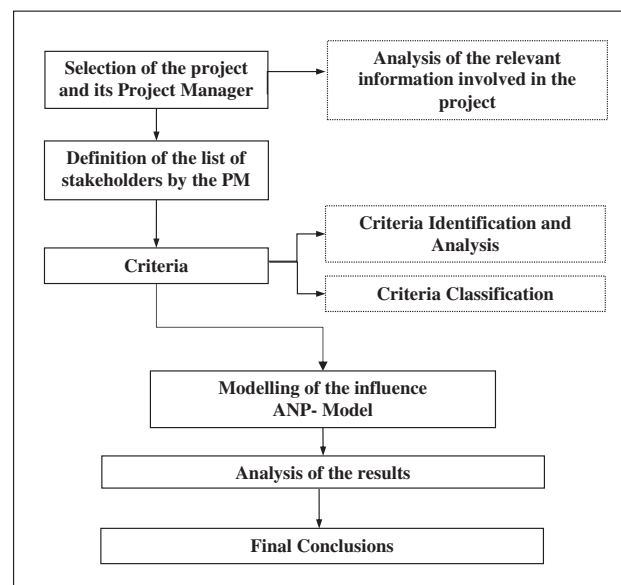 Selection of the project
and its Project Manager
Analysis of the relevant
information involved in the
project
Definition of the list of
stakeholders by the PM
Criteria
Criteria Identification and
Analysis
Criteria Classification
Modelling of the influence
ANP- Model
Analysis of the results
Final Conclusions